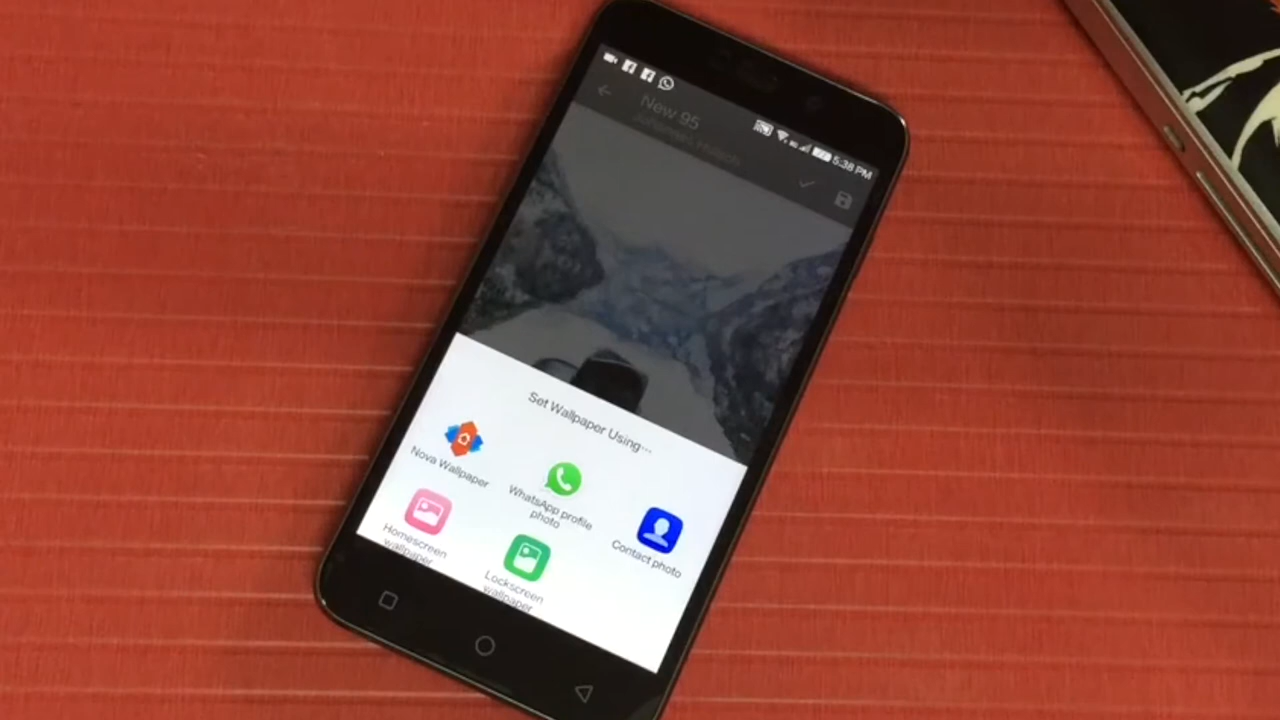 5:38 PM
New 95
Set Wallpaper Using...
Nova Wallpaper
WhatsApp profile
photo
Contact photo
Homescreen
wallpaper
Lockscreen
wallpaper